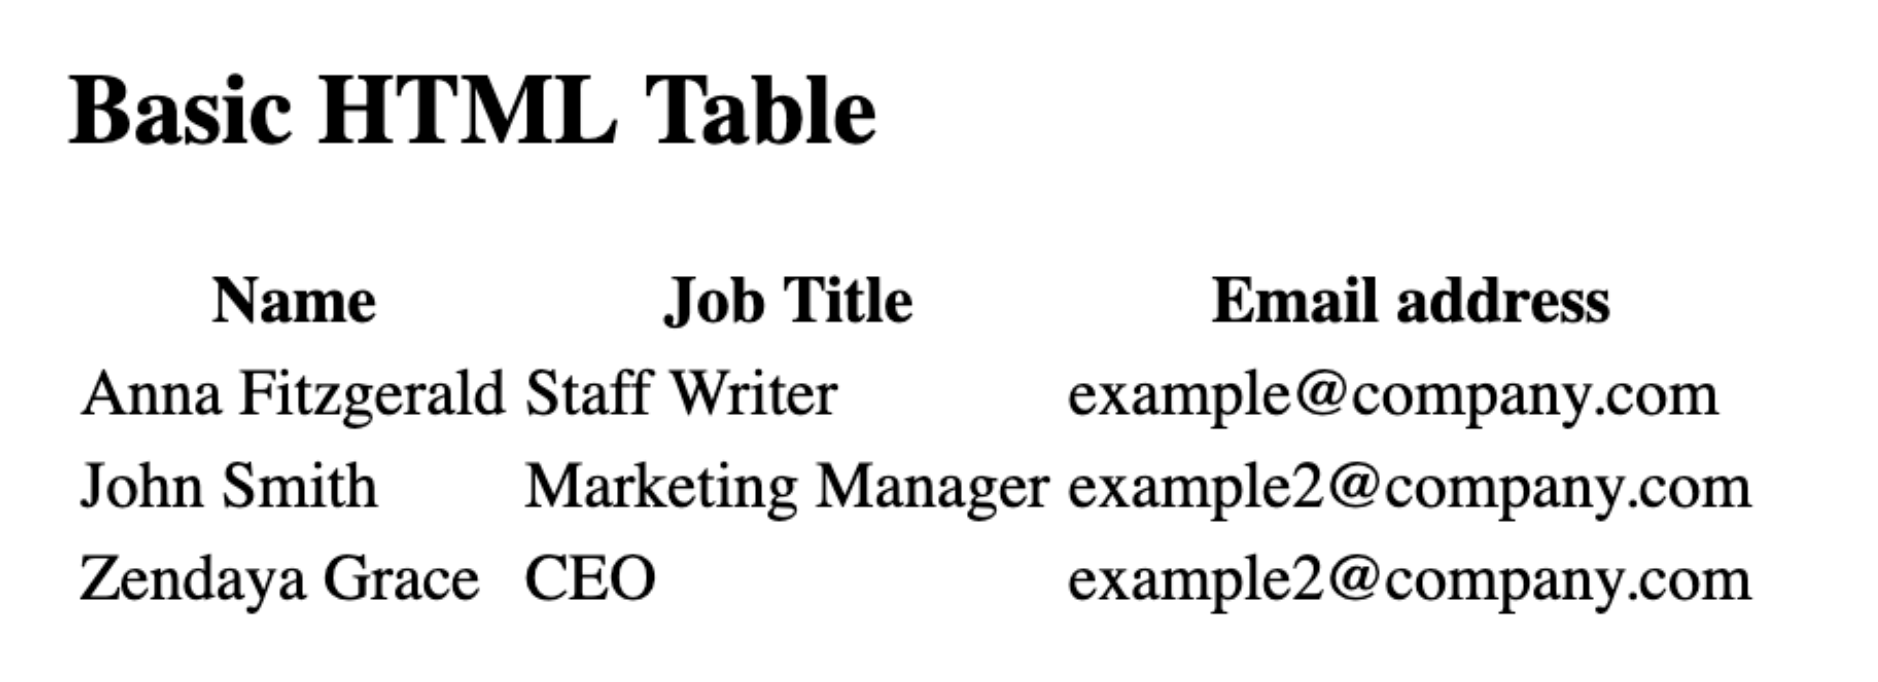 Basic HTML Table
Name Job Title Email address
Anna Fitzgerald Staff Writer example@company.com
John Smith Marketing Manager example2@company.com
Zendaya Grace CEO example2@company.com